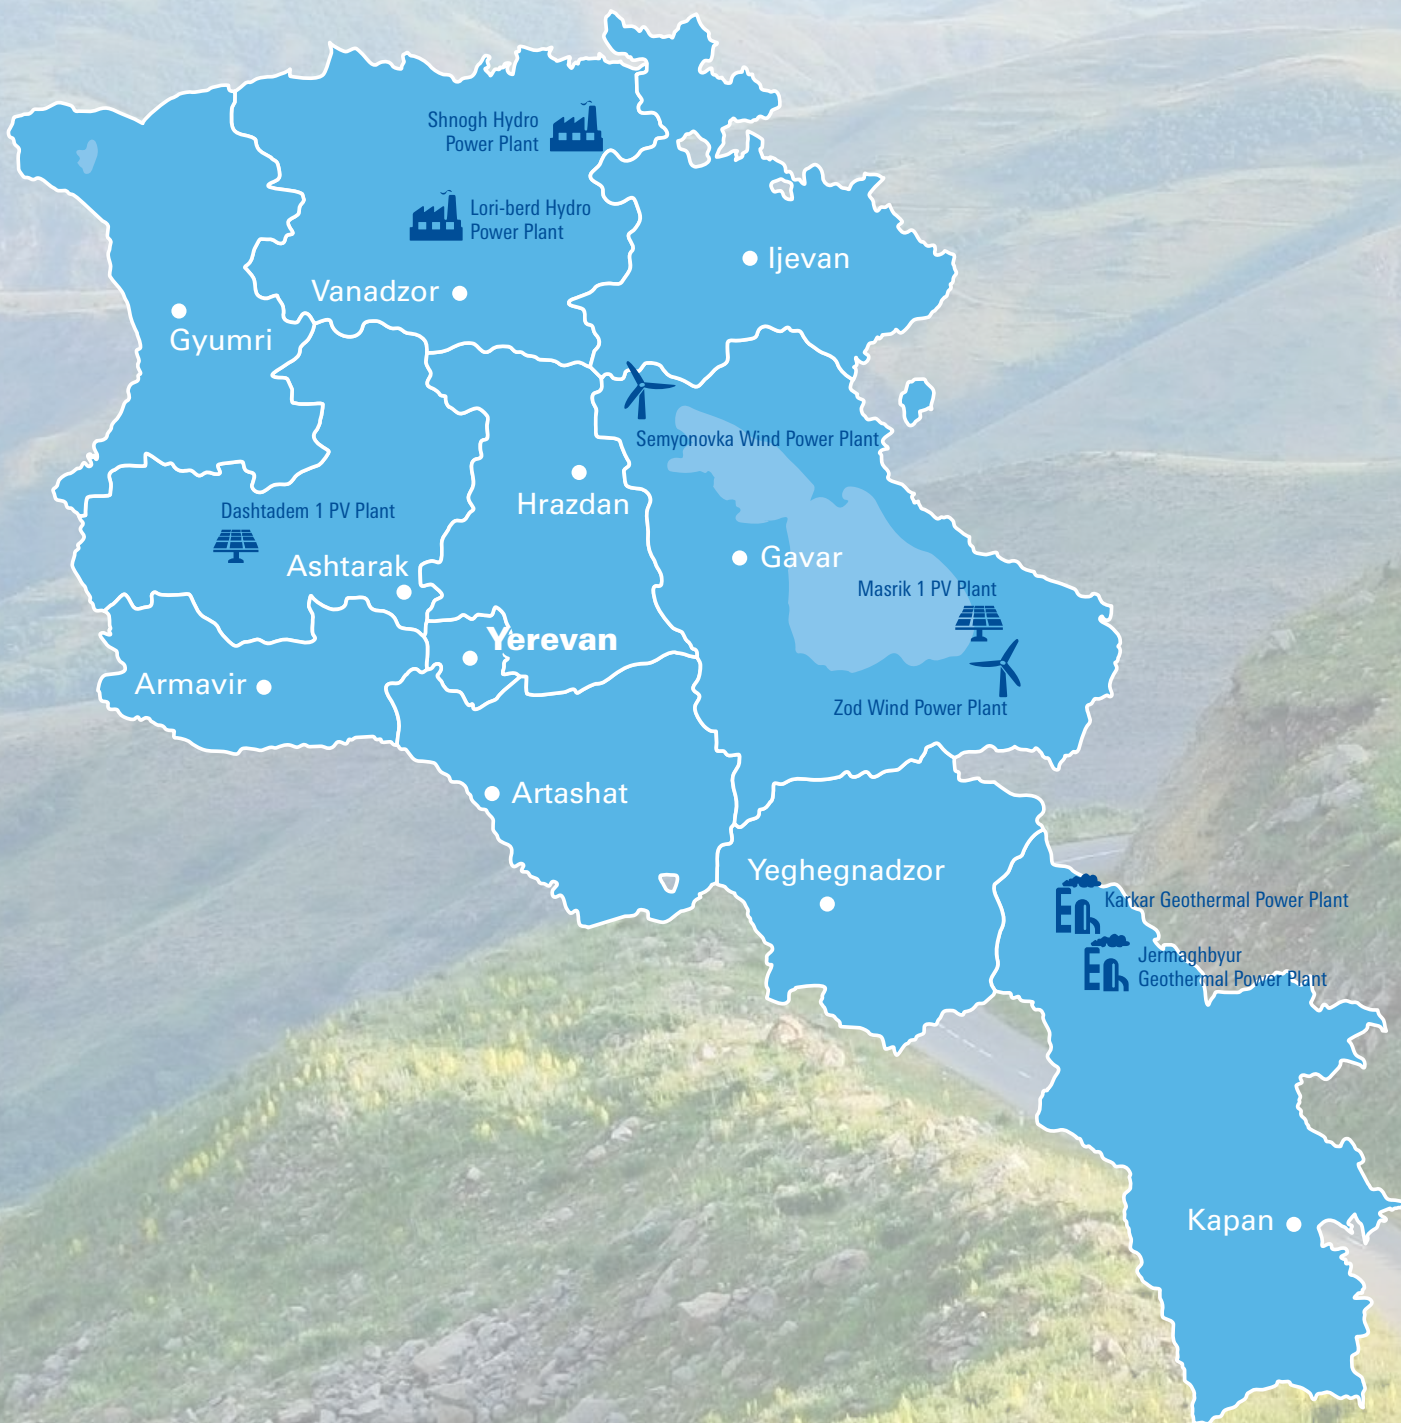 Shnogh Hydro
Power Plant
Lori-berd Hydro
Power Plant
Ijevan
Vanadzor
Gyumri
Semyonovka Wind Power Plant
Hrazdan
Dashtadem 1 PV Plant
Gavar
Ashtarak
Masrik 1 PV Plant
Yerevan
Armavir
Zod Wind Power Plant
Artashat
Yeghegnadzor
Karkar Geothermal Power Plant
Jermaghbyur
Geothermal Power Plant
Kapan